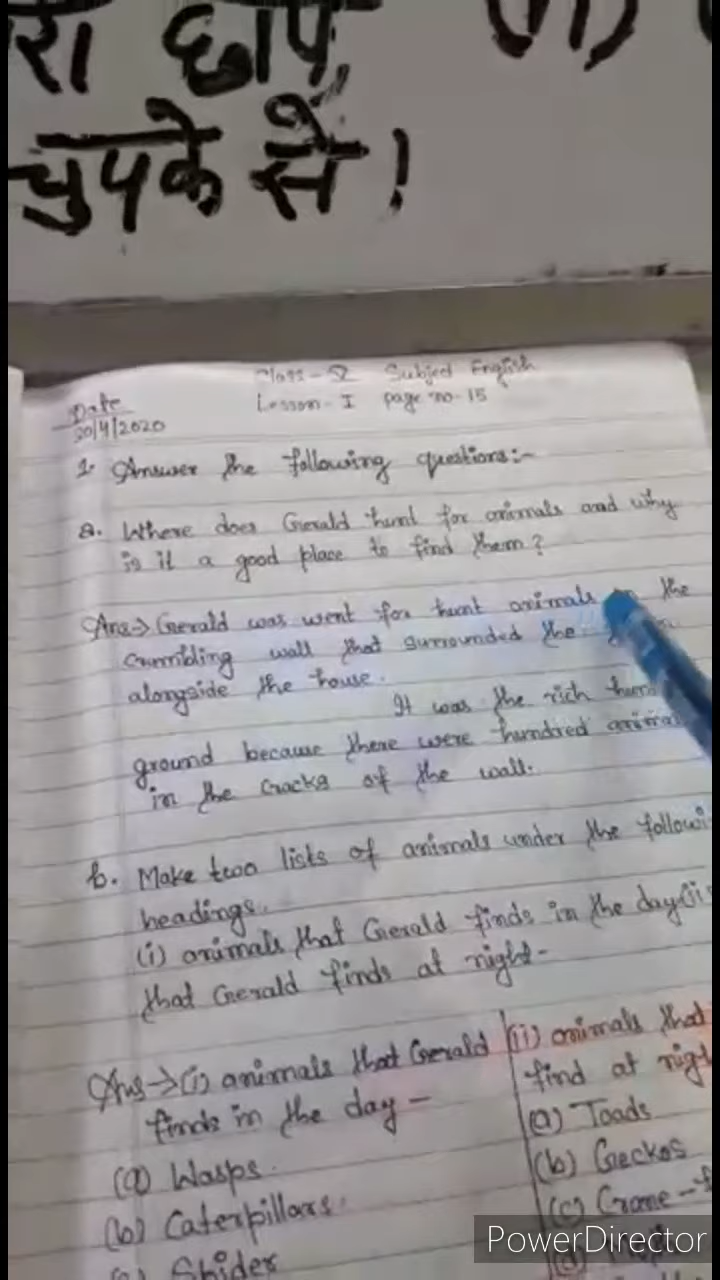 रा छाप, (ii)
चुपके से।
Class - Subject English
Lesson - I page no - 15
Date
20/4/2020
1. Answer the following questions:-
a. Where does Gerald hunt for animals and why
is it a good place to find them?
Ans→ Gerald was went for hunt animals the
crumbling wall that surrounded the
alongside the house.
It was the rich
ground because there were hundred
in the cracks of the wall.
b. Make two lists of animals under the followi
headings.
(i) animals that Gerald finds in the day (ii
that Gerald finds at night-
Ans→ (i) animals that Gerald (ii) animals that
finds in the day - find at nig
(a) Wasps. (a) Toads
(b) Caterpillars. (b) Geckos
Spider (c) Crane-f
PowerDirector